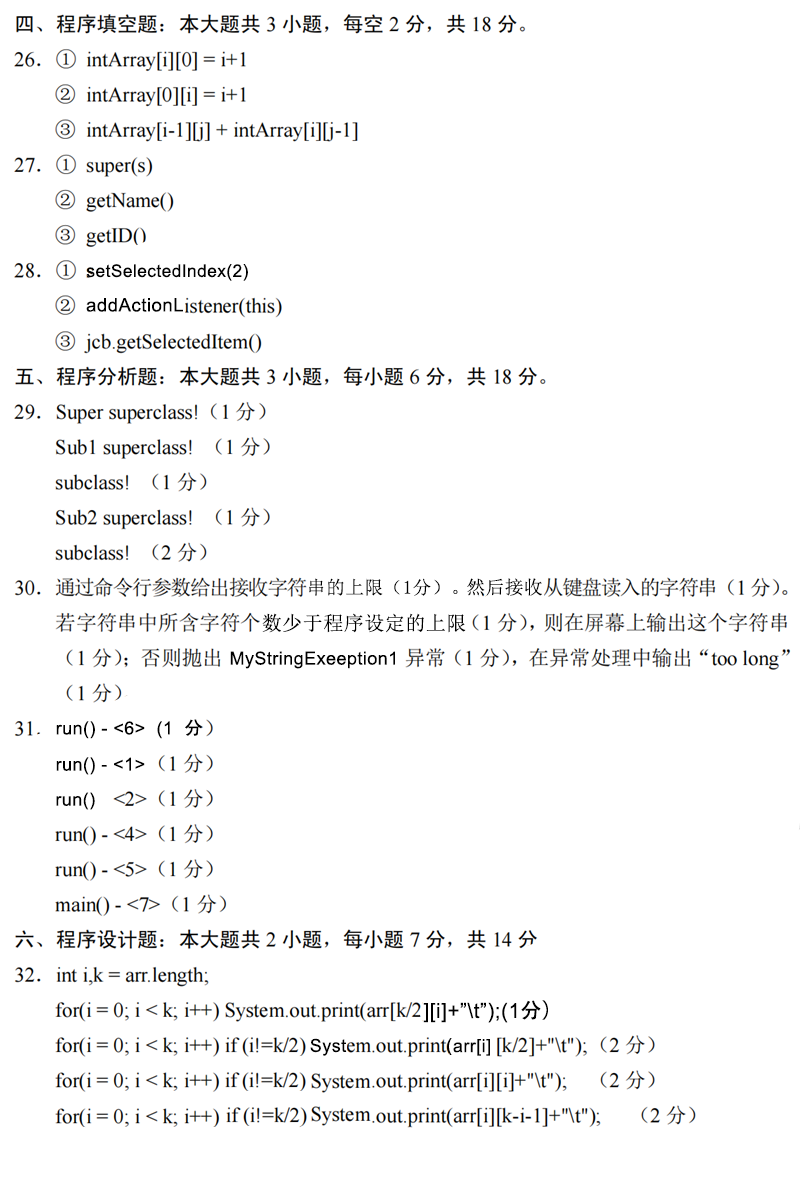 四、程序填空题：本大题共 3 小题，每空 2 分，共 18 分。
26．① intArray[i][0] = i+1
② intArray[0][i] = i+1
③ intArray[i-1][j] + intArray[i][j-1]
27．① super(s)
② getName()
③ getID()
28．① setSelectedIndex(2)
② addActionListener(this)
③ jcb.getSelectedItem()
五、程序分析题：本大题共 3 小题，每小题 6 分，共 18 分。
29．Super superclass!（1 分）
Sub1 superclass! （1 分）
subclass! （1 分）
Sub2 superclass! （1 分）
subclass! （2 分）
30．通过命令行参数给出接收字符串的上限（1分）。然后接收从键盘读入的字符串（1 分）。
若字符串中所含字符个数少于程序设定的上限（1 分），则在屏幕上输出这个字符串
（1 分）；否则抛出 MyStringExeeption1 异常（1 分），在异常处理中输出“too long”
（1 分）
31. run() - <6> (1 分）
run() - <1>（1 分）
run() <2>（1 分）
run() - <4>（1 分）
run() - <5>（1 分）
main() - <7>（1 分）
六、程序设计题：本大题共 2 小题，每小题 7 分，共 14 分
32．int i,k = arr.length;
for(i = 0; i < k; i++) System.out.print(arr[k/2][i]+”\t”);(1分）
for(i = 0; i < k; i++) if (i!=k/2) System.out.print(arr[i] [k/2]+"\t");（2 分）
for(i = 0; i < k; i++) if (i!=k/2) System.out.print(arr[i][i]+"\t"); （2 分）
for(i = 0; i < k; i++) if (i!=k/2) System.out.print(arr[i][k-i-1]+"\t"); （2 分）